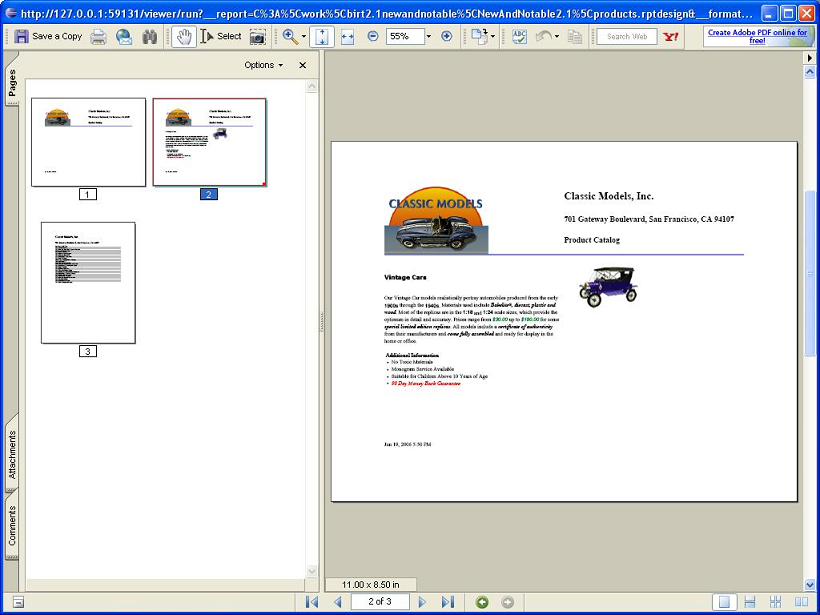 http://127.0.0.1:59131/viewer/run?__report=C%3A%5Cwork%5Cbirt2.1newandnotable%5CNewAndNotable2.1%5Cproducts.rptdesign&__format...
Save a Copy
Select
55%
ABC
Search Web
Y!
Create Adobe PDF online for free!
Pages
Options
1
2
3
Attachments
Comments
CLASSIC MODELS
Classic Models, Inc.
701 Gateway Boulevard, San Francisco, CA 94107
Product Catalog
Vintage Cars
Our Vintage Car models realistically portray automobiles produced from the early
1900s through the 1940s. Materials used include Bakelite®, diecast, plastic and
wood. Most of the replicas are in the 1:18 and 1:24 scale sizes, which provide the
optimum in detail and accuracy. Prices range from $30.00 up to $180.00 for some
special limited edition replicas. All models include a certificate of authenticity
from their manufacturers and come fully assembled and ready for display in the
home or office.
Additional Information
No Toxic Materials
Monogram Service Available
Suitable for Children Above 10 Years of Age
90 Day Money Back Guarantee
Jun 19, 2006 5:50 PM
11.00 x 8.50 in
2 of 3